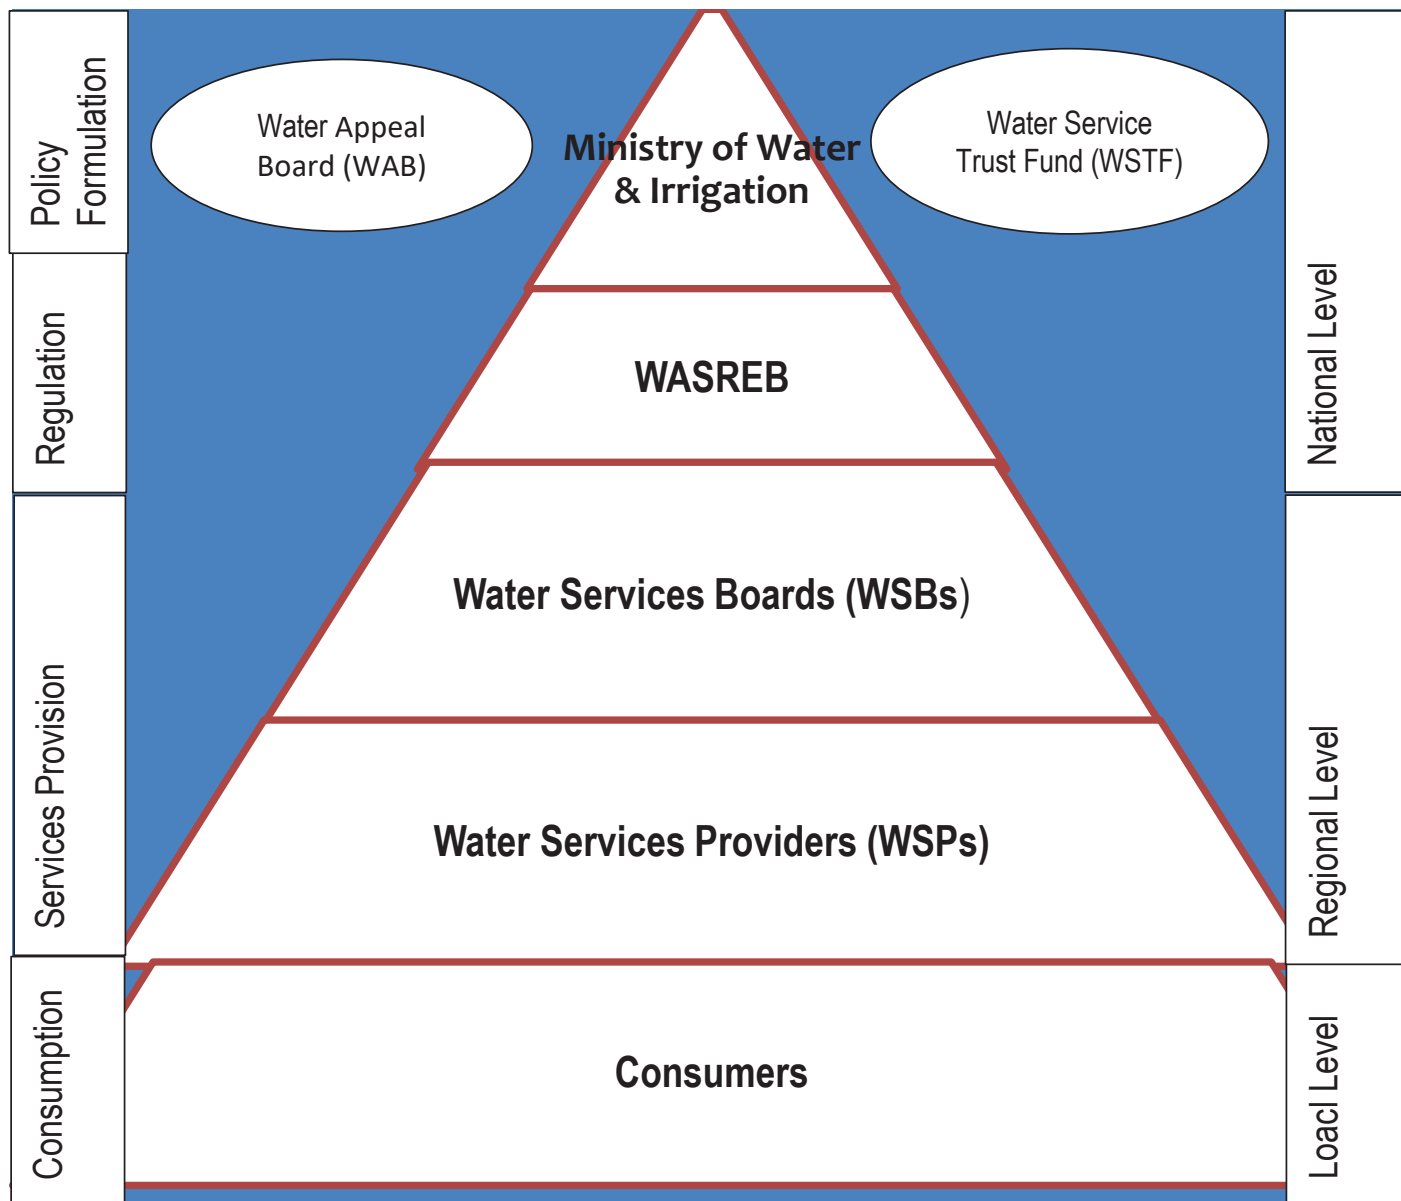 Policy
Formulation
Water Appeal
Board (WAB)
Ministry of Water
& Irrigation
Water Service
Trust Fund (WSTF)
Regulation
WASREB
National Level
Services Provision
Water Services Boards (WSBs)
Water Services Providers (WSPs)
Regional Level
Consumption
Consumers
Loacl Level